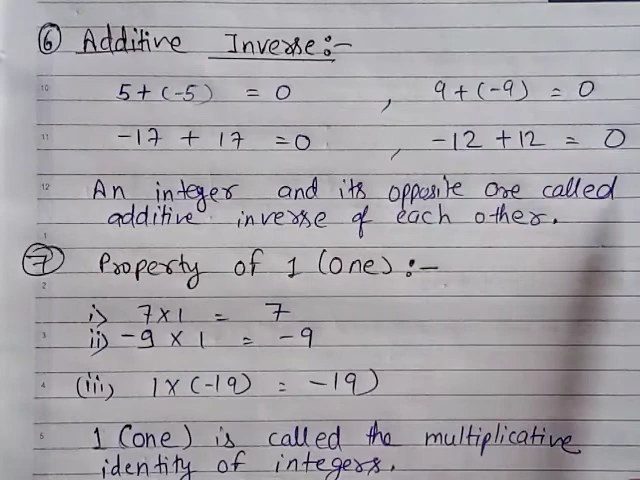 ⑥ Additive Inverse:-
5+(-5) = 0 , 9+(-9) = 0
-17 + 17 = 0 , -12 +12 = 0
An integer and its opposite are called
additive inverse of each other.
⑦ Property of 1 (one) :-
i) 7×1 = 7
ii) -9 × 1 = -9
(iii) 1×(-19) = -19)
1 (one) is called the multiplicative
identity of integers.